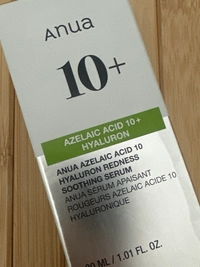 Anua
10+
AZELAIC ACID 10+
HYALURON
ANUA AZELAIC ACID 10
HYALURON REDNESS
SOOTHING SERUM
ANUA SÉRUM APAISANT
ROUGEURS AZELAIC ACIDE 10
HYALURONIQUE
30 ML / 1.01 FL. OZ.